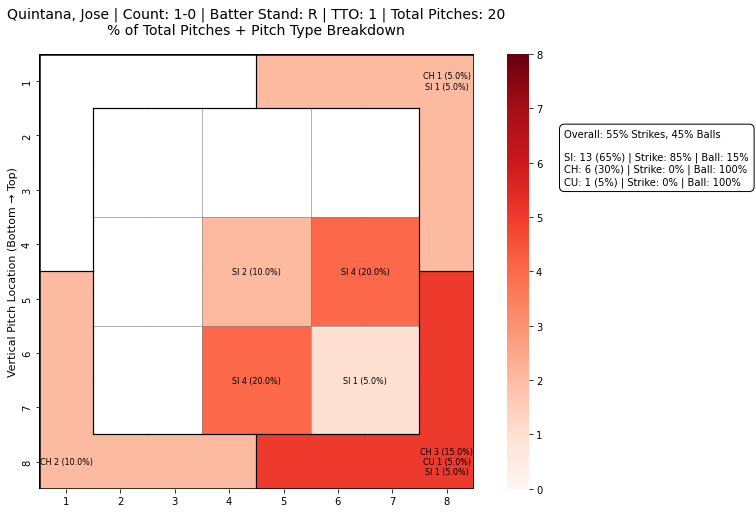 Quintana, Jose | Count: 1-0 | Batter Stand: R | TTO: 1 | Total Pitches: 20
% of Total Pitches + Pitch Type Breakdown
Vertical Pitch Location (Bottom → Top)
1
2
3
4
5
6
7
8
CH 1 (5.0%)
SI 1 (5.0%)
SI 2 (10.0%)
SI 4 (20.0%)
SI 4 (20.0%)
SI 1 (5.0%)
CH 2 (10.0%)
CH 3 (15.0%)
CU 1 (5.0%)
SI 1 (5.0%)
1 2 3 4 5 6 7 8
8
7
6
5
4
3
2
1
0
Overall: 55% Strikes, 45% Balls
SI: 13 (65%) | Strike: 85% | Ball: 15%
CH: 6 (30%) | Strike: 0% | Ball: 100%
CU: 1 (5%) | Strike: 0% | Ball: 100%